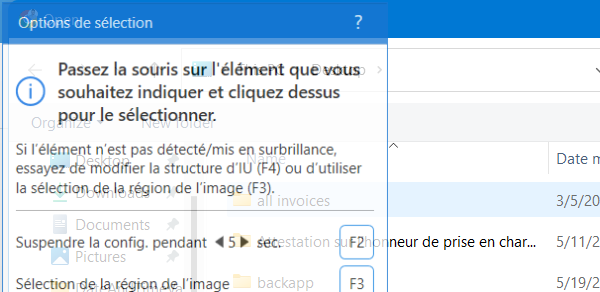 Options de sélection ?
Open
Passez la souris sur l'élément que vous
souhaitez indiquer et cliquez dessus
pour le sélectionner.
This PC Desktop
Organize New folder
Si l'élément n'est pas détecté/mis en surbrillance,
essayez de modifier la structure d'IU (F4) ou d'utiliser
la sélection de la région de l'image (F3).
Suspendre la config. pendant 5 sec. F2
Sélection de la région de l'image F3
Name Date m
Desktop
Downloads
Documents
Pictures
all invoices 3/5/20
Attestation sur honneur de prise en char... 5/11/2
backapp 5/19/2